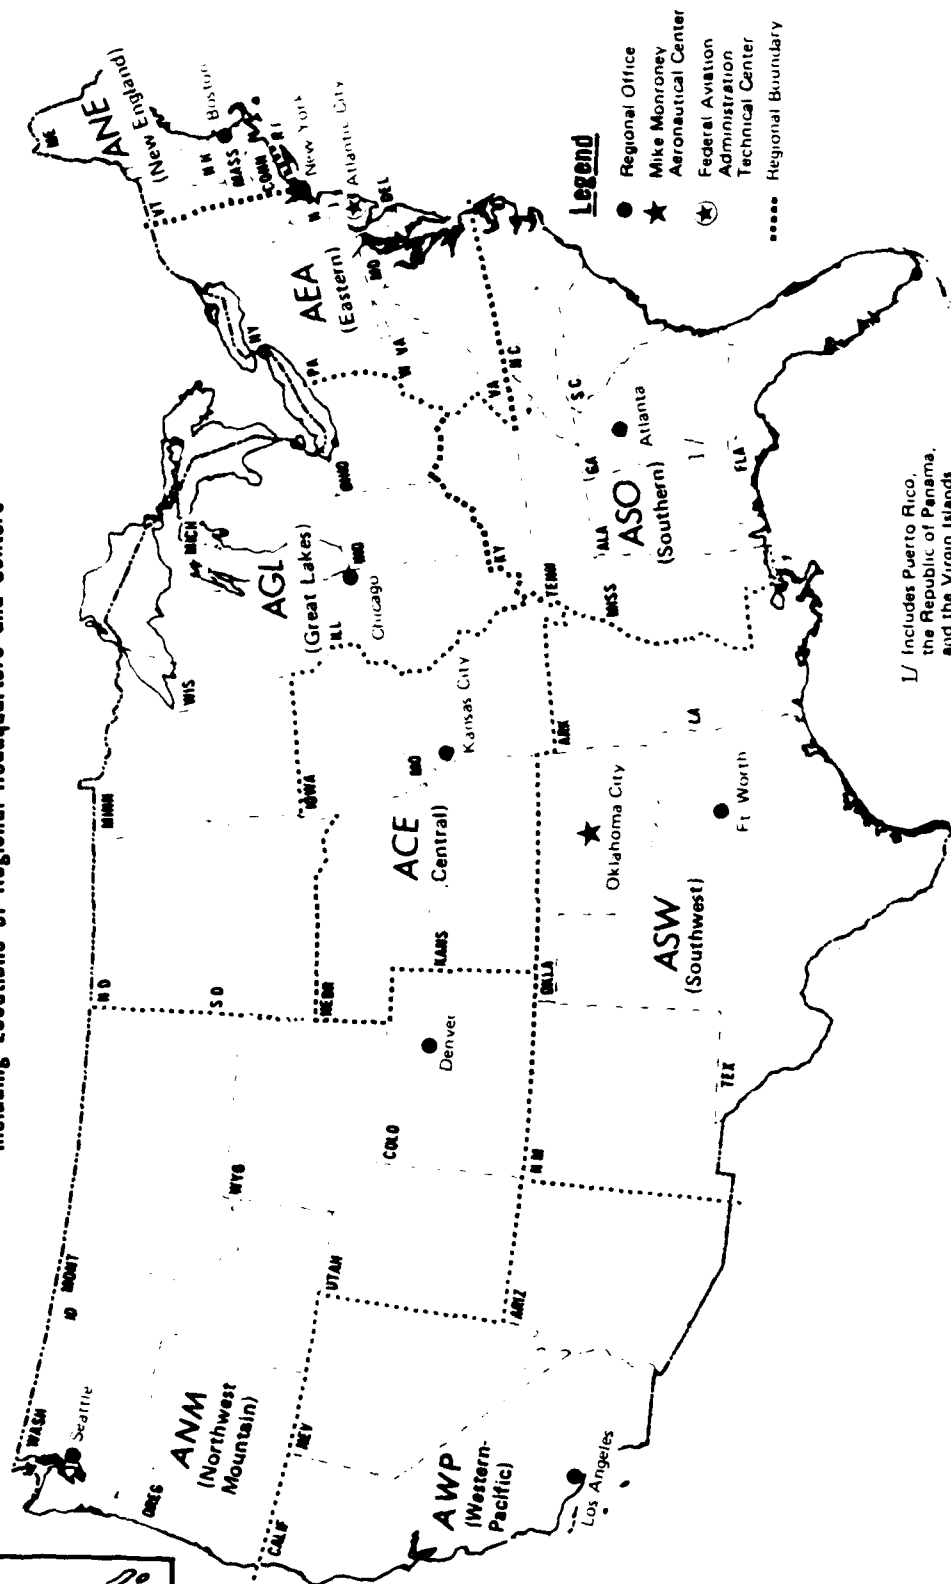 Including Locations of Regional Headquarters and Centers
WASH
Seattle
ID
MONT
N D
MINN
WIS
MICH
ME
ANE
(New England)
VT
N H
MASS
Boston
CONN
R I
New York
N J
Atlantic City
DEL
MD
NY
AEA
(Eastern)
PA
W VA
VA
OREG
ANM
(Northwest
Mountain)
WYO
S D
NEBR
IOWA
AGL
(Great Lakes)
ILL
IND
Chicago
OHIO
CALIF
NEV
UTAH
COLO
Denver
KANS
ACE
Central)
MO
Kansas City
KY
TENN
N C
S C
AWP
(Western-
Pacific)
Los Angeles
ARIZ
N M
OKLA
Oklahoma City
ARK
MISS
ALA
GA
ASO
(Southern)
Atlanta
1/
FLA
ASW
(Southwest)
TEX
Ft Worth
LA
Legend
Regional Office
Mike Monroney
Aeronautical Center
Federal Aviation
Administration
Technical Center
Regional Boundary
1/ Includes Puerto Rico,
the Republic of Panama,
and the Virgin Islands